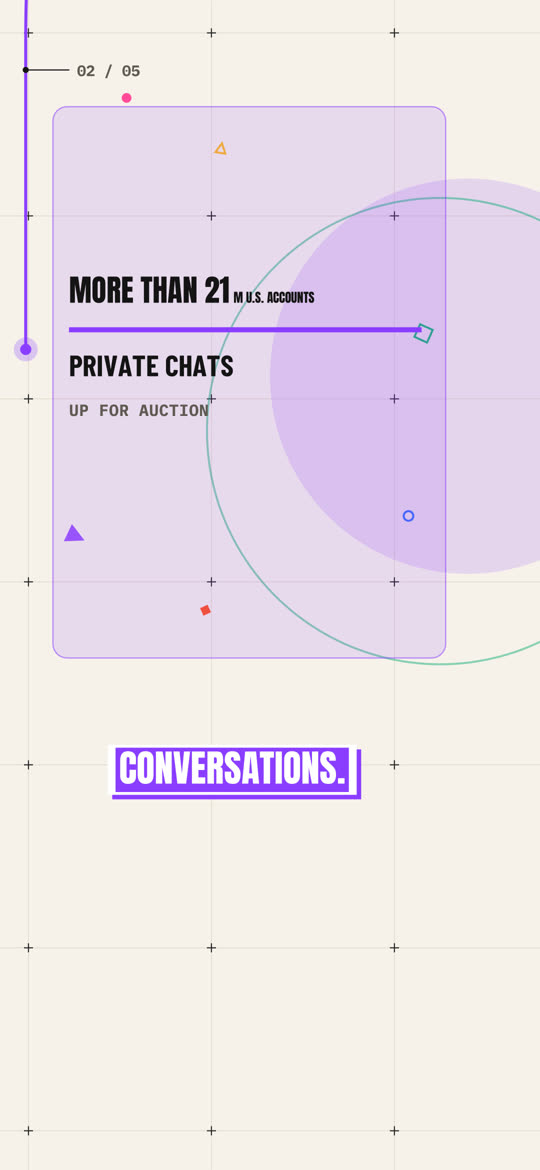 02 / 05
MORE THAN 21 M U.S. ACCOUNTS
PRIVATE CHATS
UP FOR AUCTION
CONVERSATIONS.